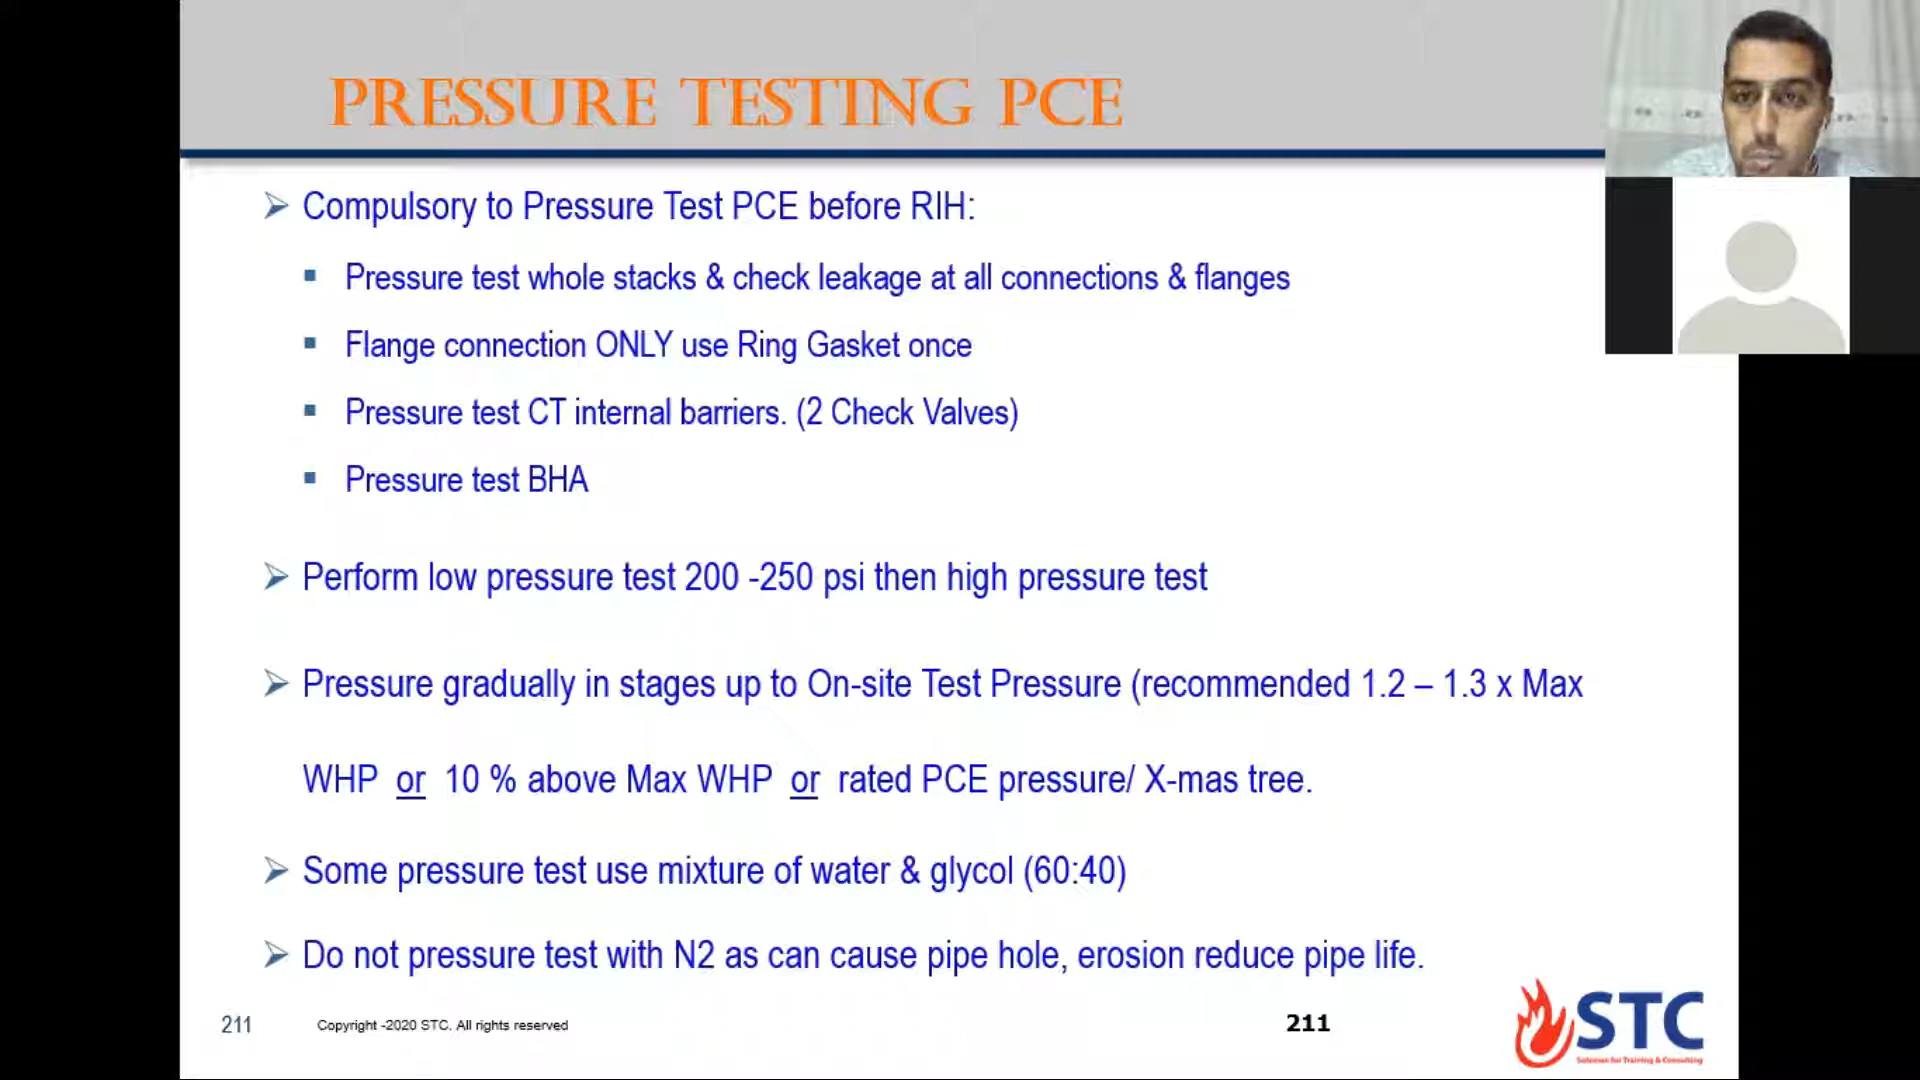 PRESSURE TESTING PCE
Compulsory to Pressure Test PCE before RIH:
Pressure test whole stacks & check leakage at all connections & flanges
Flange connection ONLY use Ring Gasket once
Pressure test CT internal barriers. (2 Check Valves)
Pressure test BHA
Perform low pressure test 200 -250 psi then high pressure test
Pressure gradually in stages up to On-site Test Pressure (recommended 1.2 – 1.3 x Max
WHP or 10 % above Max WHP or rated PCE pressure/ X-mas tree.
Some pressure test use mixture of water & glycol (60:40)
Do not pressure test with N2 as can cause pipe hole, erosion reduce pipe life.
211
Copyright -2020 STC. All rights reserved
211
STC
Soleman for Training & Consulting